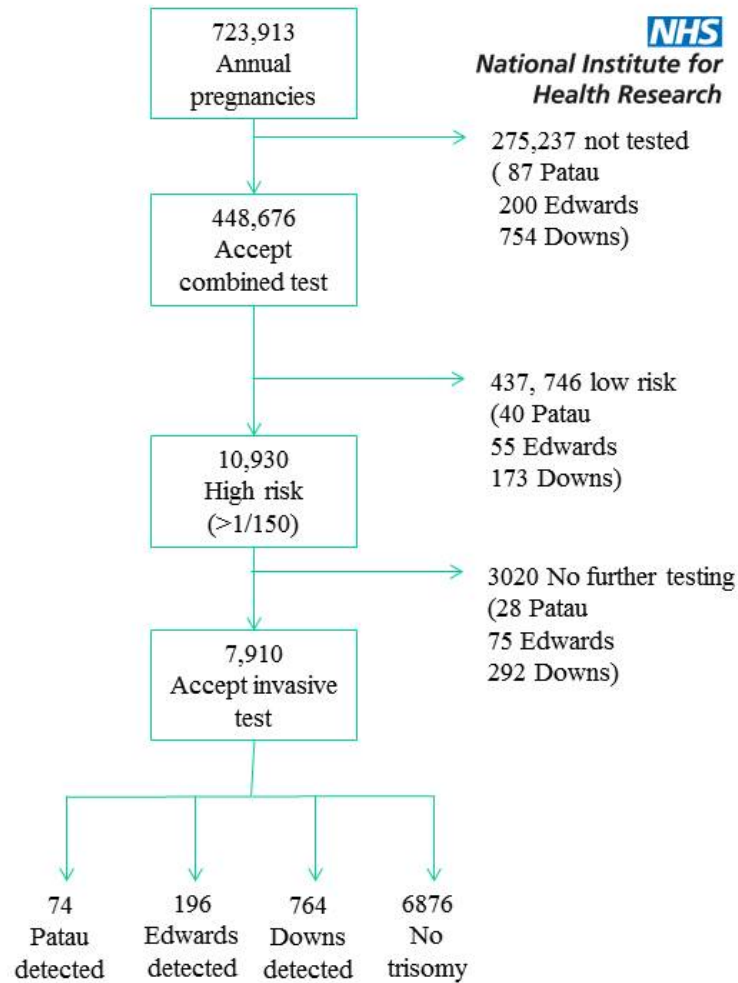 723,913
Annual
pregnancies
NHS
National Institute for
Health Research
275,237 not tested
( 87 Patau
200 Edwards
754 Downs)
448,676
Accept
combined test
437, 746 low risk
(40 Patau
55 Edwards
173 Downs)
10,930
High risk
(>1/150)
3020 No further testing
(28 Patau
75 Edwards
292 Downs)
7,910
Accept invasive
test
74
Patau
detected
196
Edwards
detected
764
Downs
detected
6876
No
trisomy